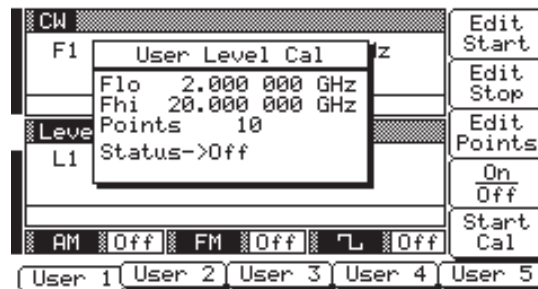 CW
F1
Hz
User Level Cal
Flo 2.000 000 GHz
Fhi 20.000 000 GHz
Points 10
Status->Off
Leve
L1
AM Off FM Off Off
User 1 User 2 User 3 User 4 User 5
Edit
Start
Edit
Stop
Edit
Points
On
Off
Start
Cal